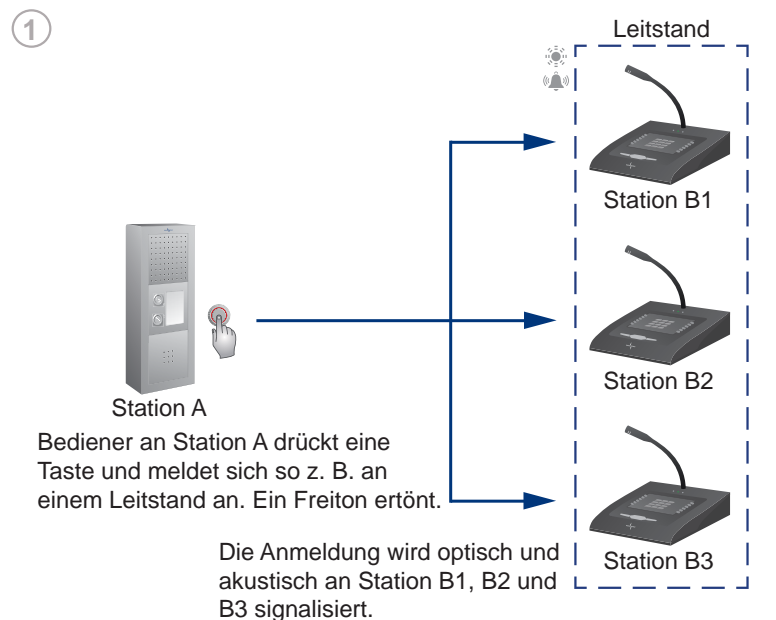 1
Leitstand
Station B1
Station B2
Station A
Bediener an Station A drückt eine
Taste und meldet sich so z. B. an
einem Leitstand an. Ein Freiton ertönt.
Station B3
Die Anmeldung wird optisch und
akustisch an Station B1, B2 und
B3 signalisiert.